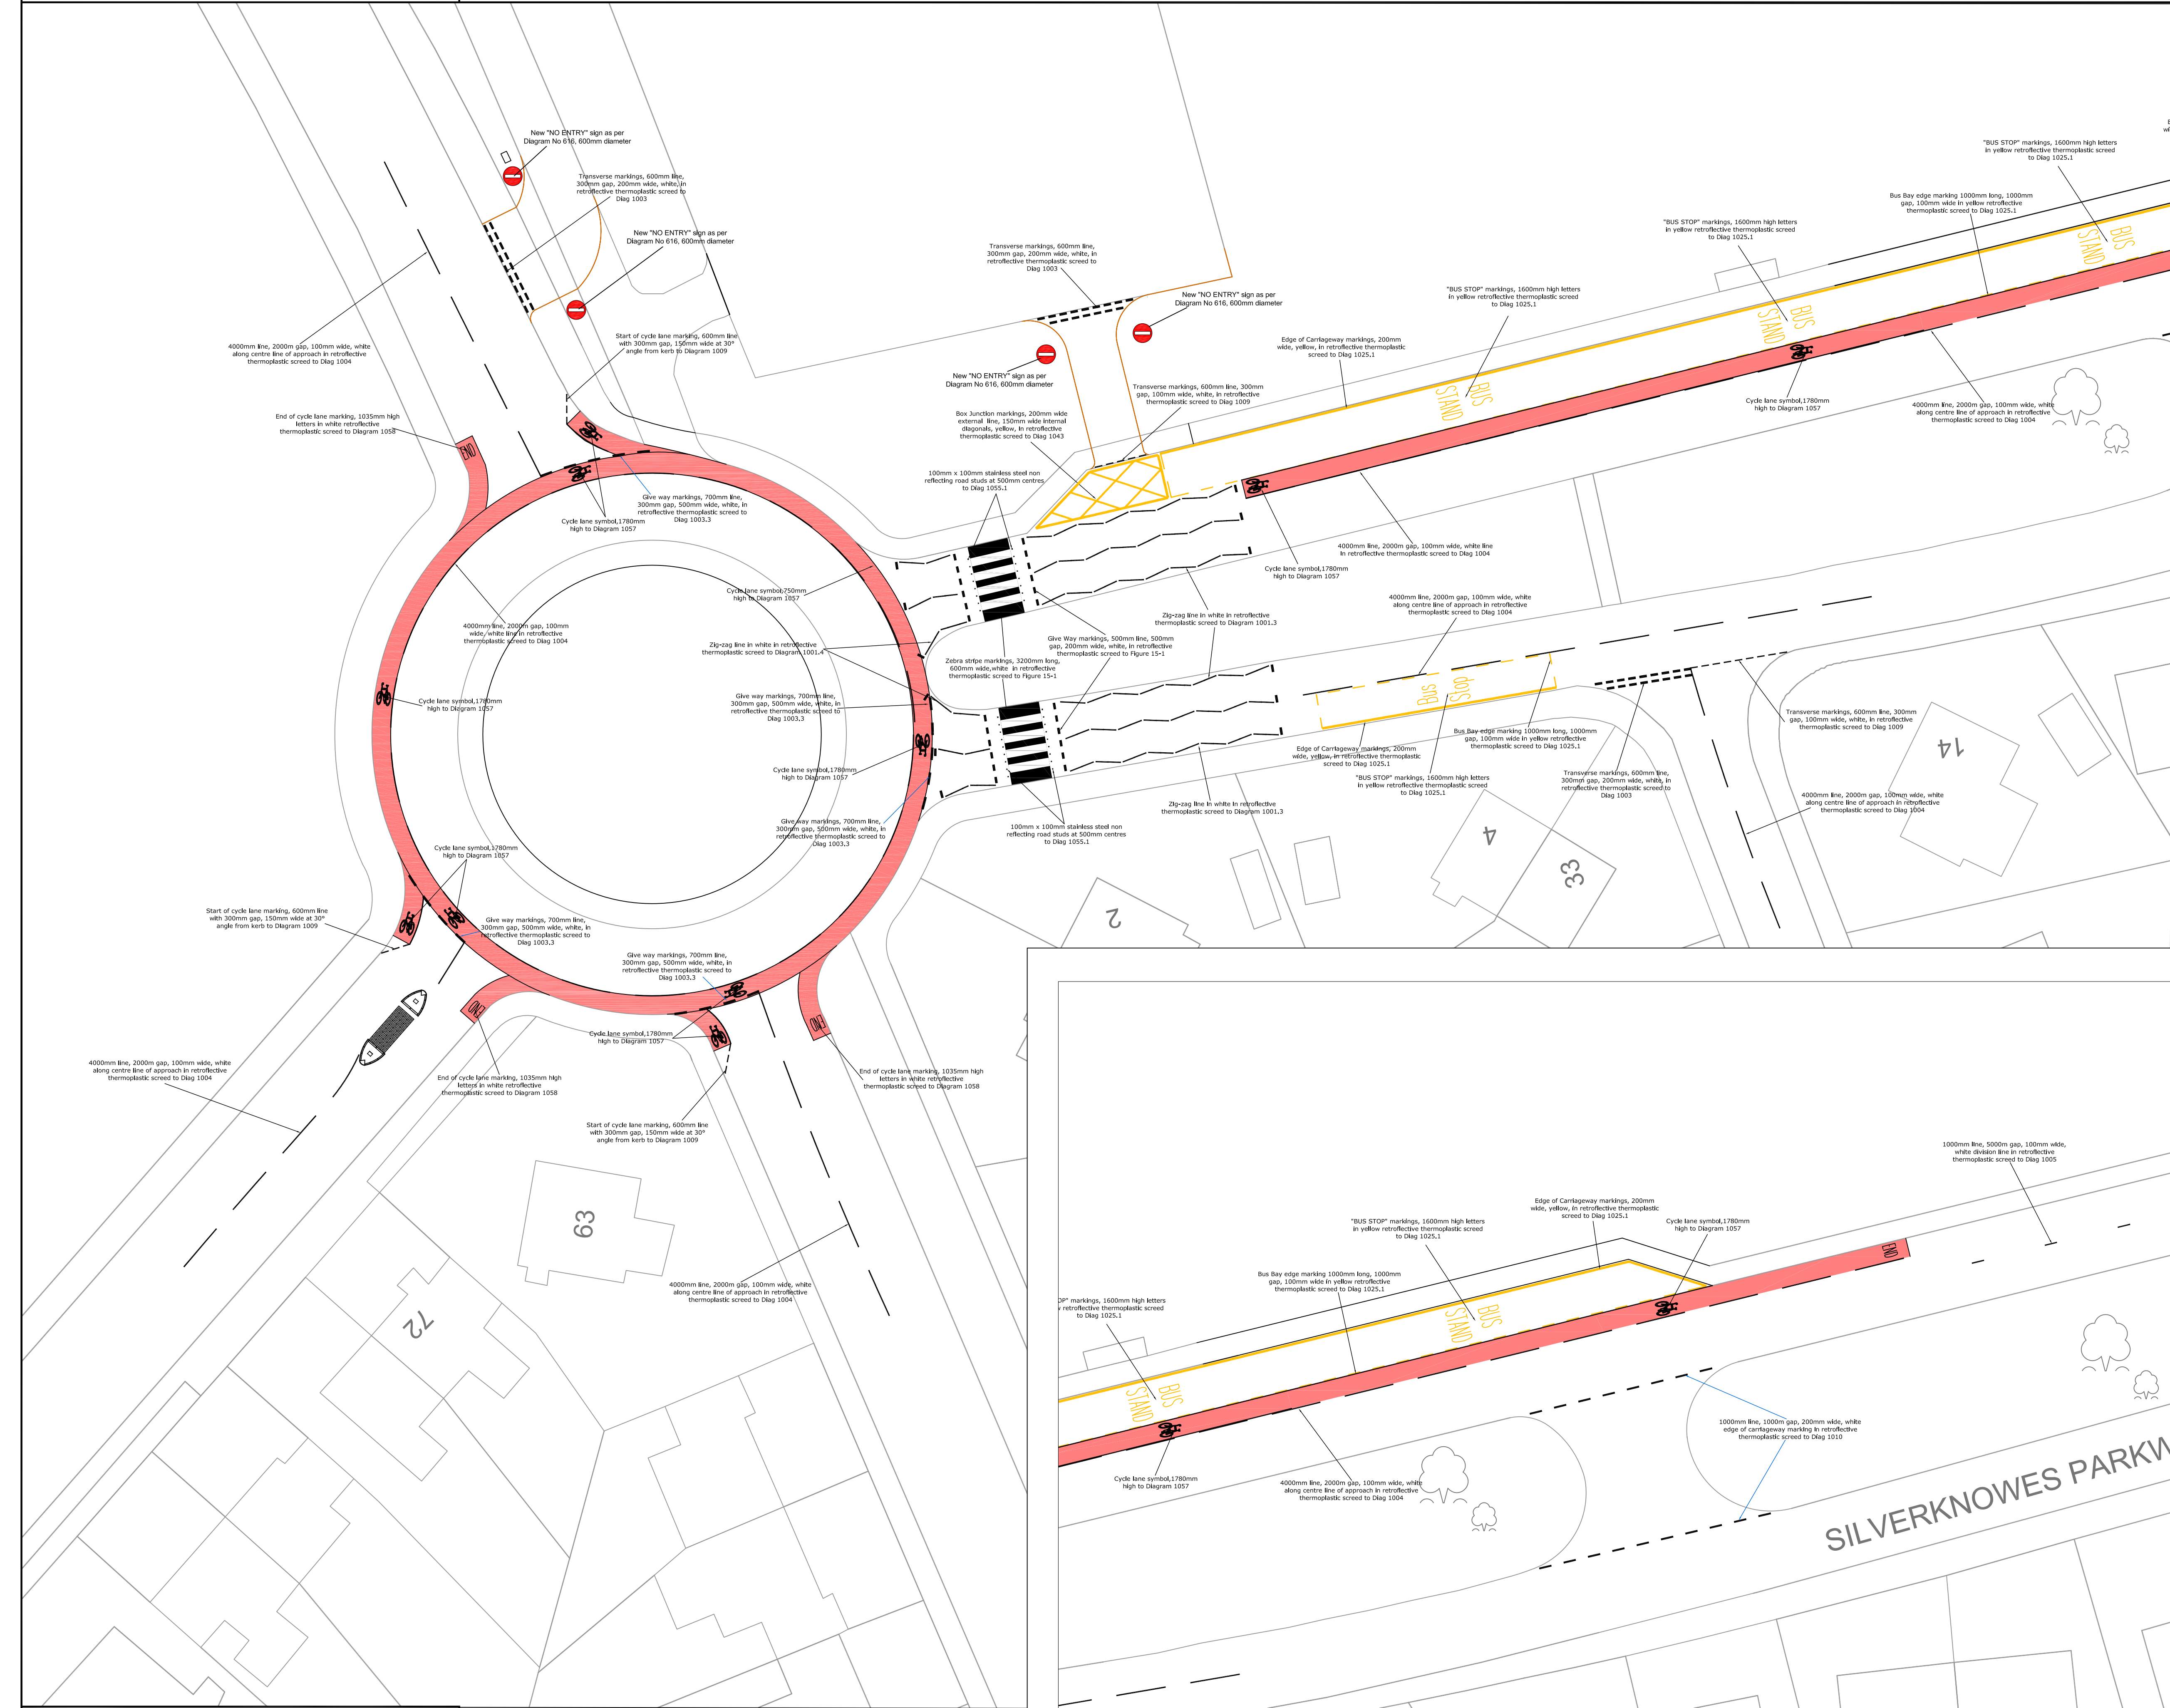 New "NO ENTRY" sign as per
Diagram No 616, 600mm diameter
Transverse markings, 600mm line,
300mm gap, 200mm wide, white, in
retroflective thermoplastic screed to
Diag 1003
New "NO ENTRY" sign as per
Diagram No 616, 600mm diameter
4000mm line, 2000m gap, 100mm wide, white
along centre line of approach in retroflective
thermoplastic screed to Diag 1004
Start of cycle lane marking, 600mm line
with 300mm gap, 150mm wide at 30°
angle from kerb to Diagram 1009
End of cycle lane marking, 1035mm high
letters in white retroflective
thermoplastic screed to Diagram 1058
END
Give way markings, 700mm line,
300mm gap, 500mm wide, white, in
retroflective thermoplastic screed to
Diag 1003.3
Cycle lane symbol,1780mm
high to Diagram 1057
Transverse markings, 600mm line,
300mm gap, 200mm wide, white, in
retroflective thermoplastic screed to
Diag 1003
New "NO ENTRY" sign as per
Diagram No 616, 600mm diameter
New "NO ENTRY" sign as per
Diagram No 616, 600mm diameter
Edge of Carriageway markings, 200mm
wide, yellow, in retroflective thermoplastic
screed to Diag 1025.1
Transverse markings, 600mm line, 300mm
gap, 100mm wide, white, in retroflective
thermoplastic screed to Diag 1009
Box Junction markings, 200mm wide
external line, 150mm wide internal
diagonals, yellow, in retroflective
thermoplastic screed to Diag 1043
100mm x 100mm stainless steel non
reflecting road studs at 500mm centres
to Diag 1055.1
"BUS STOP" markings, 1600mm high letters
in yellow retroflective thermoplastic screed
to Diag 1025.1
BUS
STAND
"BUS STOP" markings, 1600mm high letters
in yellow retroflective thermoplastic screed
to Diag 1025.1
BUS
STAND
Bus Bay edge marking 1000mm long, 1000mm
gap, 100mm wide in yellow retroflective
thermoplastic screed to Diag 1025.1
"BUS STOP" markings, 1600mm high letters
in yellow retroflective thermoplastic screed
to Diag 1025.1
BUS
STAND
Cycle lane symbol,1780mm
high to Diagram 1057
4000mm line, 2000m gap, 100mm wide, white
along centre line of approach in retroflective
thermoplastic screed to Diag 1004
4000mm line, 2000m gap, 100mm wide, white line
in retroflective thermoplastic screed to Diag 1004
Cycle lane symbol,1780mm
high to Diagram 1057
Cycle lane symbol,750mm
high to Diagram 1057
4000mm line, 2000m gap, 100mm
wide, white line in retroflective
thermoplastic screed to Diag 1004
Zig-zag line in white in retroflective
thermoplastic screed to Diagram 1001.4
Zig-zag line in white in retroflective
thermoplastic screed to Diagram 1001.3
Give Way markings, 500mm line, 500mm
gap, 200mm wide, white, in retroflective
thermoplastic screed to Figure 15-1
Zebra stripe markings, 3200mm long,
600mm wide,white in retroflective
thermoplastic screed to Figure 15-1
4000mm line, 2000m gap, 100mm wide, white
along centre line of approach in retroflective
thermoplastic screed to Diag 1004
Bus
Stop
Cycle lane symbol,1780mm
high to Diagram 1057
Give way markings, 700mm line,
300mm gap, 500mm wide, white, in
retroflective thermoplastic screed to
Diag 1003.3
Cycle lane symbol,1780mm
high to Diagram 1057
Give way markings, 700mm line,
300mm gap, 500mm wide, white, in
retroflective thermoplastic screed to
Diag 1003.3
100mm x 100mm stainless steel non
reflecting road studs at 500mm centres
to Diag 1055.1
Zig-zag line in white in retroflective
thermoplastic screed to Diagram 1001.3
Edge of Carriageway markings, 200mm
wide, yellow, in retroflective thermoplastic
screed to Diag 1025.1
"BUS STOP" markings, 1600mm high letters
in yellow retroflective thermoplastic screed
to Diag 1025.1
Bus Bay edge marking 1000mm long, 1000mm
gap, 100mm wide in yellow retroflective
thermoplastic screed to Diag 1025.1
Transverse markings, 600mm line,
300mm gap, 200mm wide, white, in
retroflective thermoplastic screed to
Diag 1003
Transverse markings, 600mm line, 300mm
gap, 100mm wide, white, in retroflective
thermoplastic screed to Diag 1009
4000mm line, 2000m gap, 100mm wide, white
along centre line of approach in retroflective
thermoplastic screed to Diag 1004
14
4
33
2
Cycle lane symbol,1780mm
high to Diagram 1057
Start of cycle lane marking, 600mm line
with 300mm gap, 150mm wide at 30°
angle from kerb to Diagram 1009
Give way markings, 700mm line,
300mm gap, 500mm wide, white, in
retroflective thermoplastic screed to
Diag 1003.3
Give way markings, 700mm line,
300mm gap, 500mm wide, white, in
retroflective thermoplastic screed to
Diag 1003.3
END
END
Cycle lane symbol,1780mm
high to Diagram 1057
4000mm line, 2000m gap, 100mm wide, white
along centre line of approach in retroflective
thermoplastic screed to Diag 1004
End of cycle lane marking, 1035mm high
letters in white retroflective
thermoplastic screed to Diagram 1058
End of cycle lane marking, 1035mm high
letters in white retroflective
thermoplastic screed to Diagram 1058
Start of cycle lane marking, 600mm line
with 300mm gap, 150mm wide at 30°
angle from kerb to Diagram 1009
63
72
4000mm line, 2000m gap, 100mm wide, white
along centre line of approach in retroflective
thermoplastic screed to Diag 1004
1000mm line, 5000m gap, 100mm wide,
white division line in retroflective
thermoplastic screed to Diag 1005
Edge of Carriageway markings, 200mm
wide, yellow, in retroflective thermoplastic
screed to Diag 1025.1
"BUS STOP" markings, 1600mm high letters
in yellow retroflective thermoplastic screed
to Diag 1025.1
Cycle lane symbol,1780mm
high to Diagram 1057
END
Bus Bay edge marking 1000mm long, 1000mm
gap, 100mm wide in yellow retroflective
thermoplastic screed to Diag 1025.1
OP" markings, 1600mm high letters
retroflective thermoplastic screed
to Diag 1025.1
BUS
STAND
BUS
STAND
Cycle lane symbol,1780mm
high to Diagram 1057
4000mm line, 2000m gap, 100mm wide, white
along centre line of approach in retroflective
thermoplastic screed to Diag 1004
1000mm line, 1000m gap, 200mm wide, white
edge of carriageway marking in retroflective
thermoplastic screed to Diag 1010
SILVERKNOWES PARKW